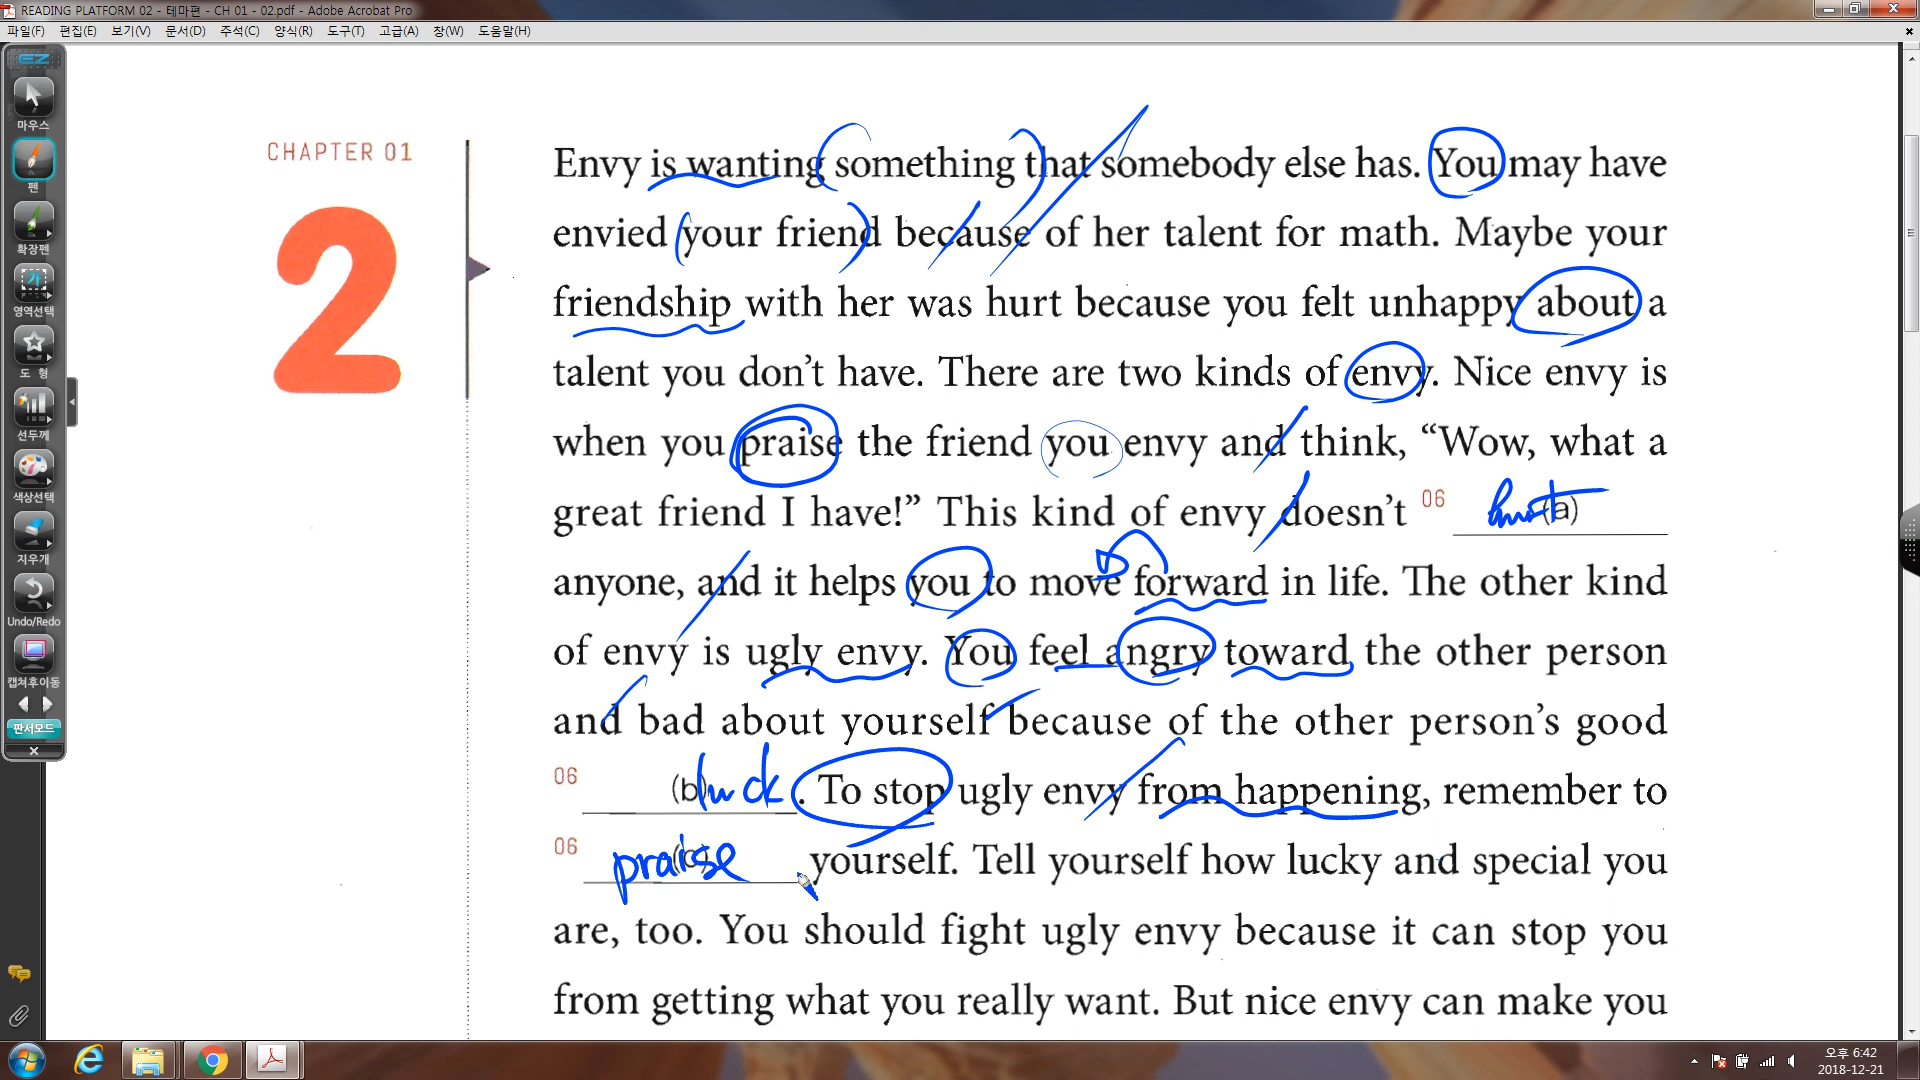 READING PLATFORM 02 - 테마편 - CH 01 - 02.pdf - Adobe Acrobat Pro
파일(F) 편집(E) 보기(V) 문서(D) 주석(C) 양식(R) 도구(T) 고급(A) 창(W) 도움말(H)
EZ
마우스
펜
확장펜
가
영역선택
도 형
선두께
색상선택
지우개
Undo/Redo
캡쳐후이동
판서모드
CHAPTER 01
2
Envy is wanting something that somebody else has. You may have
envied your friend because of her talent for math. Maybe your
friendship with her was hurt because you felt unhappy about a
talent you don't have. There are two kinds of envy. Nice envy is
when you praise the friend you envy and think, “Wow, what a
great friend I have!” This kind of envy doesn't 06 (a) hurt
anyone, and it helps you to move forward in life. The other kind
of envy is ugly envy. You feel angry toward the other person
and bad about yourself because of the other person's good
06 (b) luck. To stop ugly envy from happening, remember to
06 (c) praise yourself. Tell yourself how lucky and special you
are, too. You should fight ugly envy because it can stop you
from getting what you really want. But nice envy can make you
오후 6:42
2018-12-21